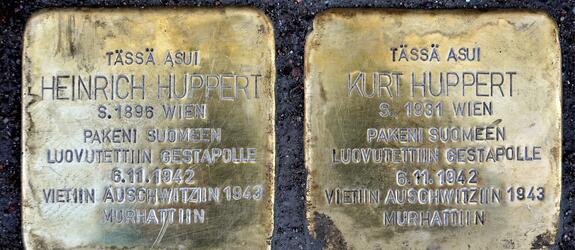 TÄSSÄ ASUI
HEINRICH HUPPERT
S. 1896 WIEN
PAKENI SUOMEEN
LUOVUTETTIIN GESTAPOLLE
6.11.1942
VIETIIN AUSCHWITZIIN 1943
MURHATTIIN
TÄSSÄ ASUI
KURT HUPPERT
S. 1931 WIEN
PAKENI SUOMEEN
LUOVUTETTIIN GESTAPOLLE
6.11.1942
VIETIIN AUSCHWITZIIN 1943
MURHATTIIN